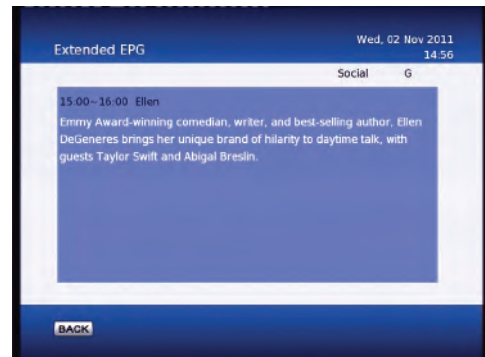 Wed, 02 Nov 2011
Extended EPG
14:56
Social G
15:00~16:00 Ellen
Emmy Award-winning comedian, writer, and best-selling author, Ellen
DeGeneres brings her unique brand of hilarity to daytime talk, with
guests Taylor Swift and Abigal Breslin.
BACK